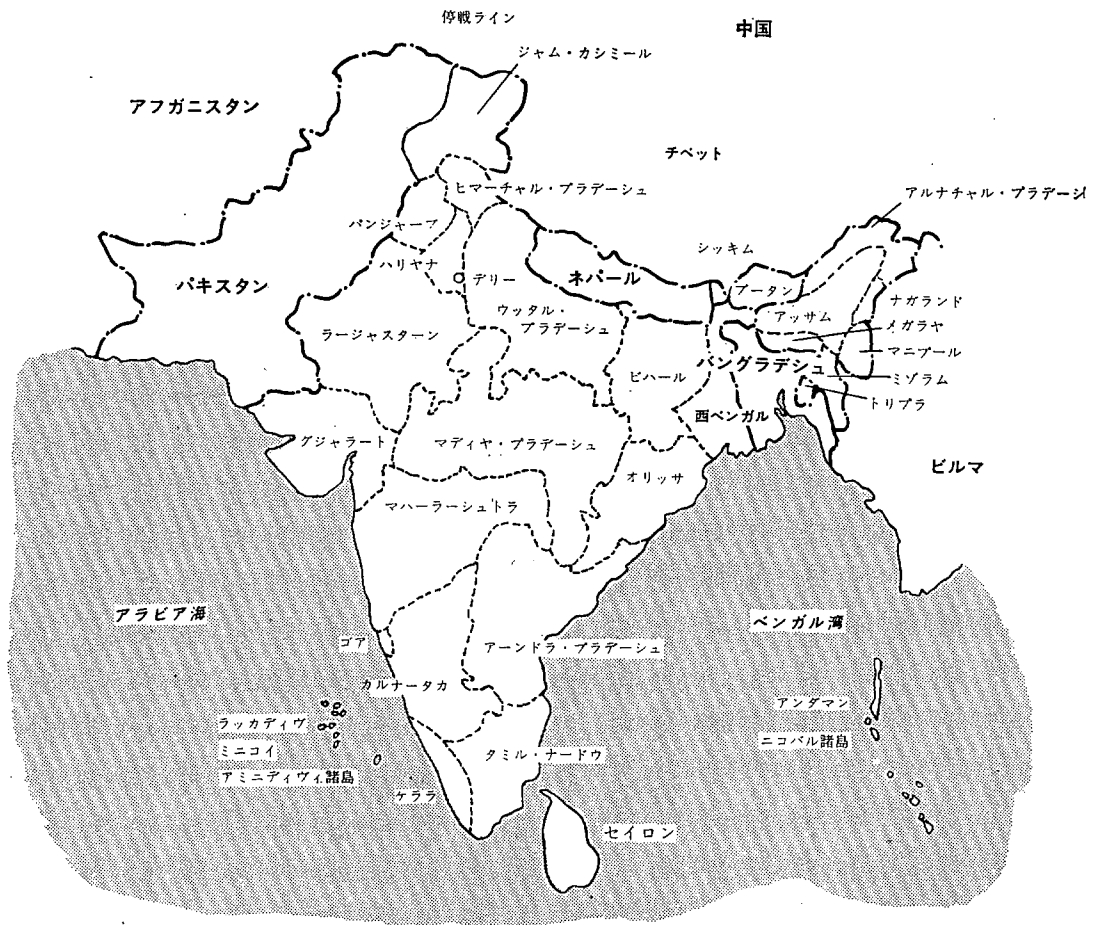 停戦ライン
中国
ジャム・カシミール
アフガニスタン
チベット
ヒマーチャル・プラデーシュ
アルナチャル・プラデーシ
パンジャーブ
シッキム
ハリヤナ
デリー
ネパール
パキスタン
ブータン
ナガランド
ウッタル・
プラデーシュ
アッサム
メガラヤ
ラージャスターン
マニプール
バングラデシュ
ビハール
ミゾラム
トリプラ
西ベンガル
グジャラート
マディヤ・プラデーシュ
ビルマ
オリッサ
マハーラーシュトラ
アラビア海
ベンガル湾
ゴア
アーンドラ・プラデーシュ
カルナータカ
アンダマン
ラッカディヴ
ニコバル諸島
ミニコイ
タミル・ナードゥ
アミニディヴィ諸島
ケララ
セイロン